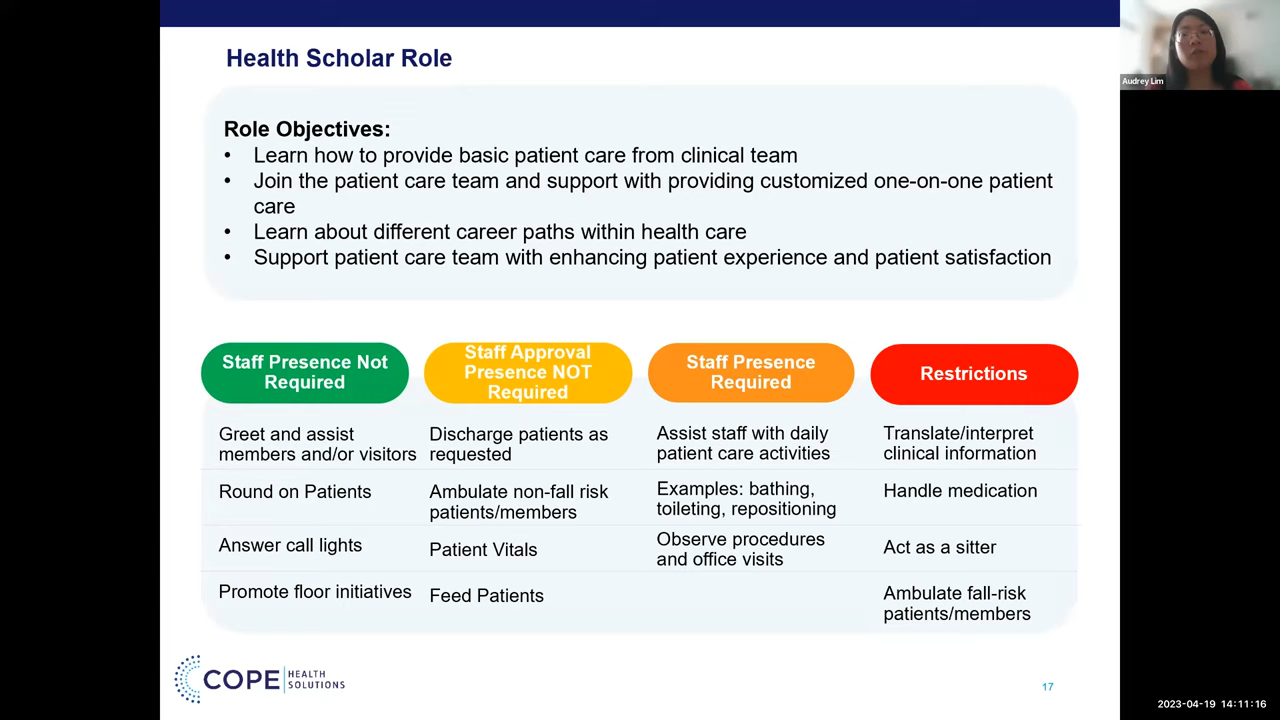 Health Scholar Role
Audrey Lim
Role Objectives:
• Learn how to provide basic patient care from clinical team
• Join the patient care team and support with providing customized one-on-one patient
care
• Learn about different career paths within health care
• Support patient care team with enhancing patient experience and patient satisfaction
Staff Presence Not
Required
Greet and assist
members and/or visitors
Round on Patients
Answer call lights
Promote floor initiatives
Staff Approval
Presence NOT
Required
Discharge patients as
requested
Ambulate non-fall risk
patients/members
Patient Vitals
Feed Patients
Staff Presence
Required
Assist staff with daily
patient care activities
Examples: bathing,
toileting, repositioning
Observe procedures
and office visits
Restrictions
Translate/interpret
clinical information
Handle medication
Act as a sitter
Ambulate fall-risk
patients/members
COPE HEALTH
SOLUTIONS
17
2023-04-19 14:11:16